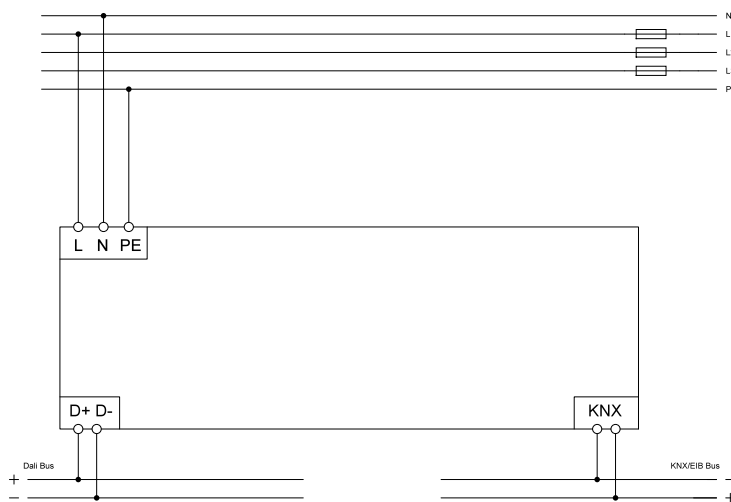 N
L
L
L
P
L N PE
D+ D-
KNX
Dali Bus
KNX/EIB Bus
+
+
−